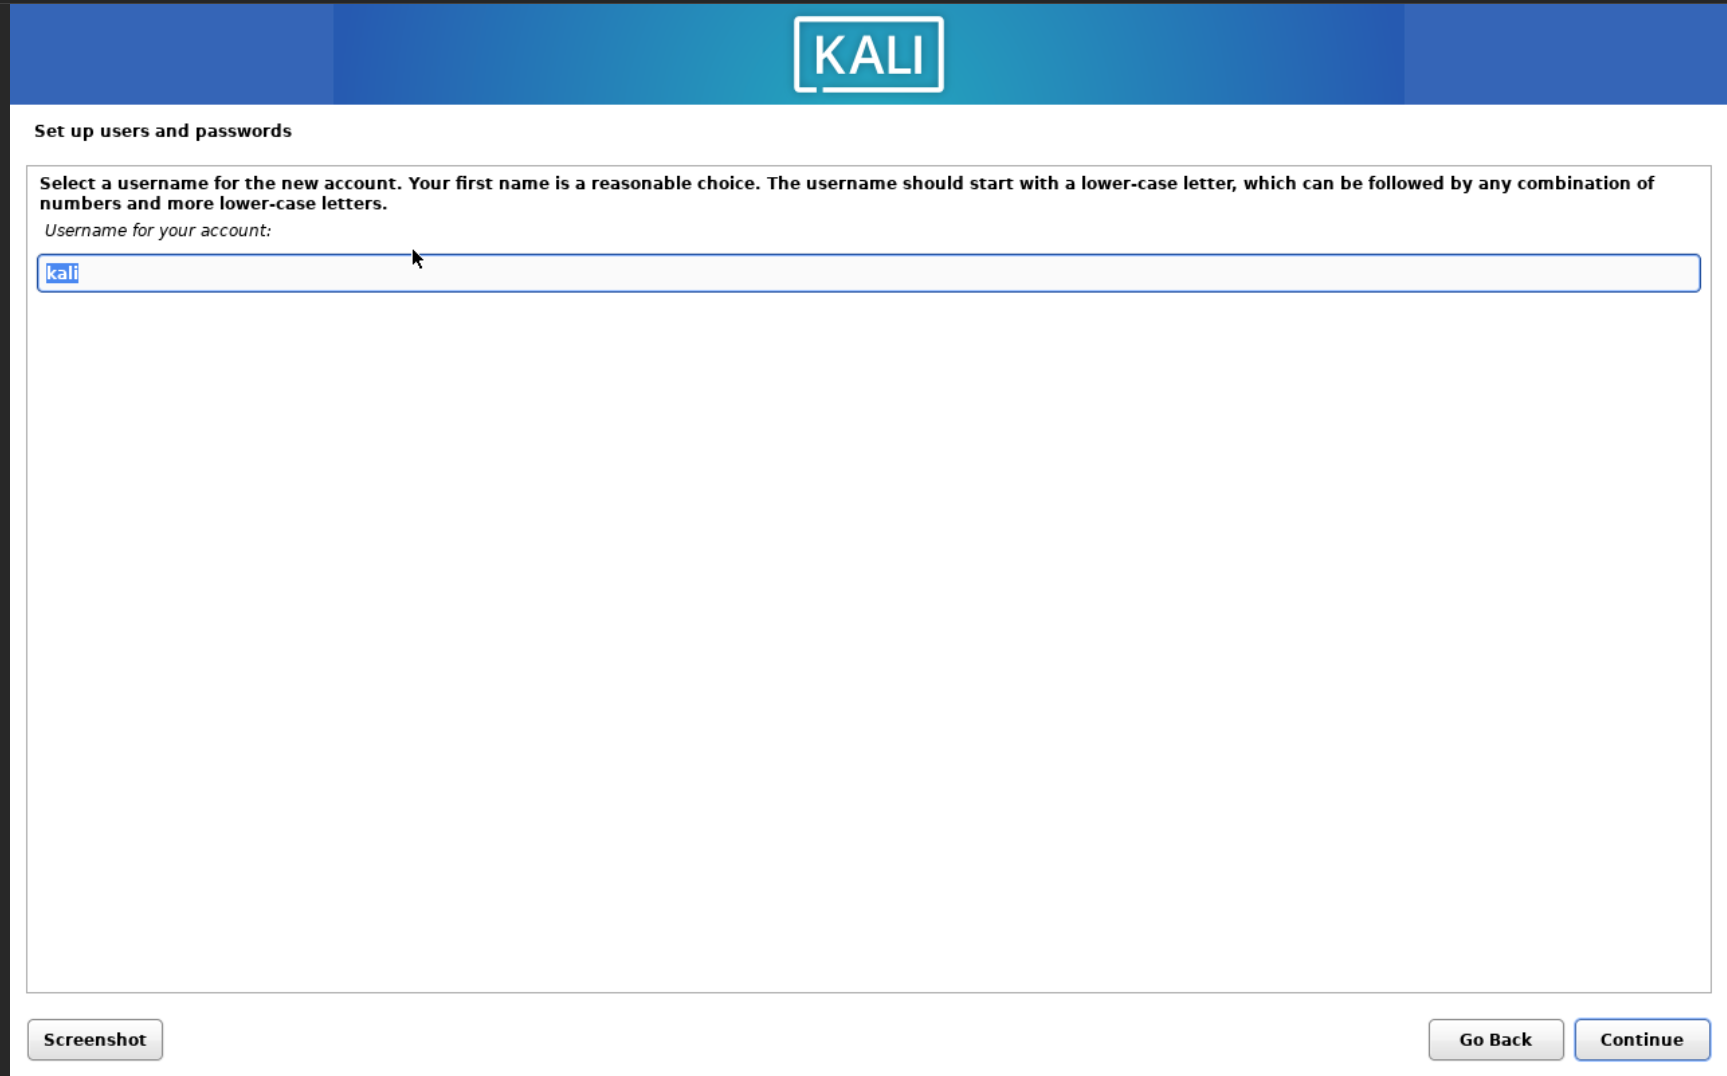 KALI
Set up users and passwords
Select a username for the new account. Your first name is a reasonable choice. The username should start with a lower-case letter, which can be followed by any combination of
numbers and more lower-case letters.
Username for your account:
kali
Screenshot
Go Back
Continue